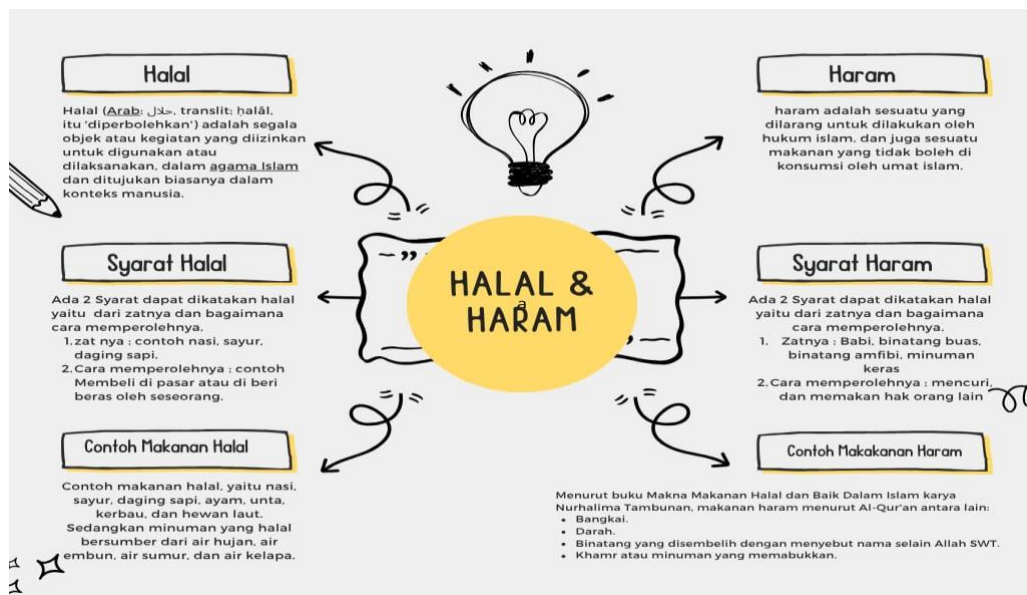 Halal
Halal (Arab: حلال, translit: ḥalāl,
itu 'diperbolehkan') adalah segala
objek atau kegiatan yang diizinkan
untuk digunakan atau
dilaksanakan, dalam agama Islam
dan ditujukan biasanya dalam
konteks manusia.
Syarat Halal
Ada 2 Syarat dapat dikatakan halal
yaitu dari zatnya dan bagaimana
cara memperolehnya.
1. zat nya : contoh nasi, sayur,
daging sapi.
2. Cara memperolehnya : contoh
Membeli di pasar atau di beri
beras oleh seseorang.
Contoh Makanan Halal
Contoh makanan halal, yaitu nasi,
sayur, daging sapi, ayam, unta,
kerbau, dan hewan laut.
Sedangkan minuman yang halal
bersumber dari air hujan, air
embun, air sumur, dan air kelapa.
HALAL &
a
HARAM
Haram
haram adalah sesuatu yang
dilarang untuk dilakukan oleh
hukum islam. dan juga sesuatu
makanan yang tidak boleh di
konsumsi oleh umat islam.
Syarat Haram
Ada 2 Syarat dapat dikatakan halal
yaitu dari zatnya dan bagaimana
cara memperolehnya.
1. Zatnya : Babi, binatang buas,
binatang amfibi, minuman
keras
2. Cara memperolehnya : mencuri,
dan memakan hak orang lain
Contoh Makakanan Haram
Menurut buku Makna Makanan Halal dan Baik Dalam Islam karya
Nurhalima Tambunan, makanan haram menurut Al-Qur'an antara lain:
• Bangkai.
• Darah.
• Binatang yang disembelih dengan menyebut nama selain Allah SWT.
• Khamr atau minuman yang memabukkan.